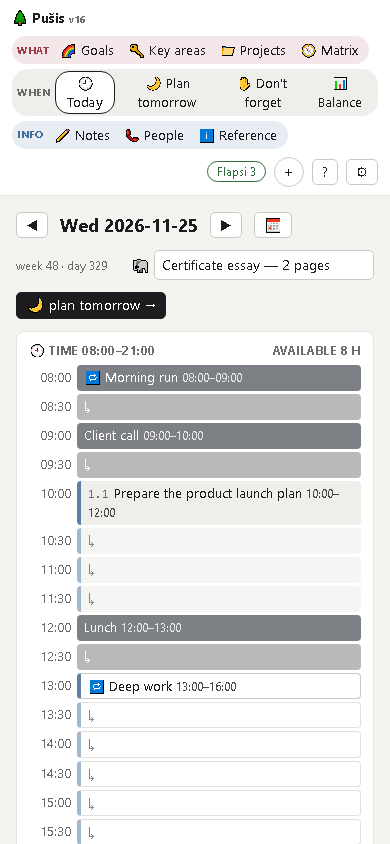 Pušis v16
WHAT Goals Key areas Projects Matrix
WHEN Today Plan tomorrow Don't forget Balance
INFO Notes People Reference
Flapsi 3 + ?
Wed 2026-11-25
week 48 · day 329 Certificate essay — 2 pages
plan tomorrow →
TIME 08:00–21:00 AVAILABLE 8 H
08:00 Morning run 08:00–09:00
08:30 ↳
09:00 Client call 09:00–10:00
09:30 ↳
10:00 1.1 Prepare the product launch plan 10:00–
12:00
10:30 ↳
11:00 ↳
11:30 ↳
12:00 Lunch 12:00–13:00
12:30 ↳
13:00 Deep work 13:00–16:00
13:30 ↳
14:00 ↳
14:30 ↳
15:00 ↳
15:30 ↳